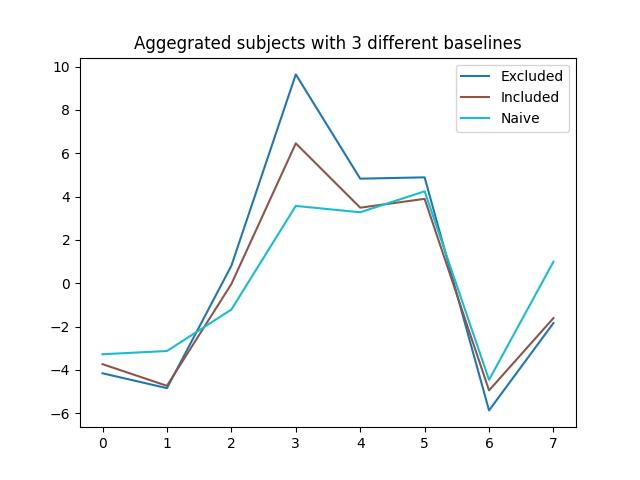 Aggegrated subjects with 3 different baselines
10
8
6
4
2
0
−2
−4
−6
Excluded
Included
Naive
0 1 2 3 4 5 6 7